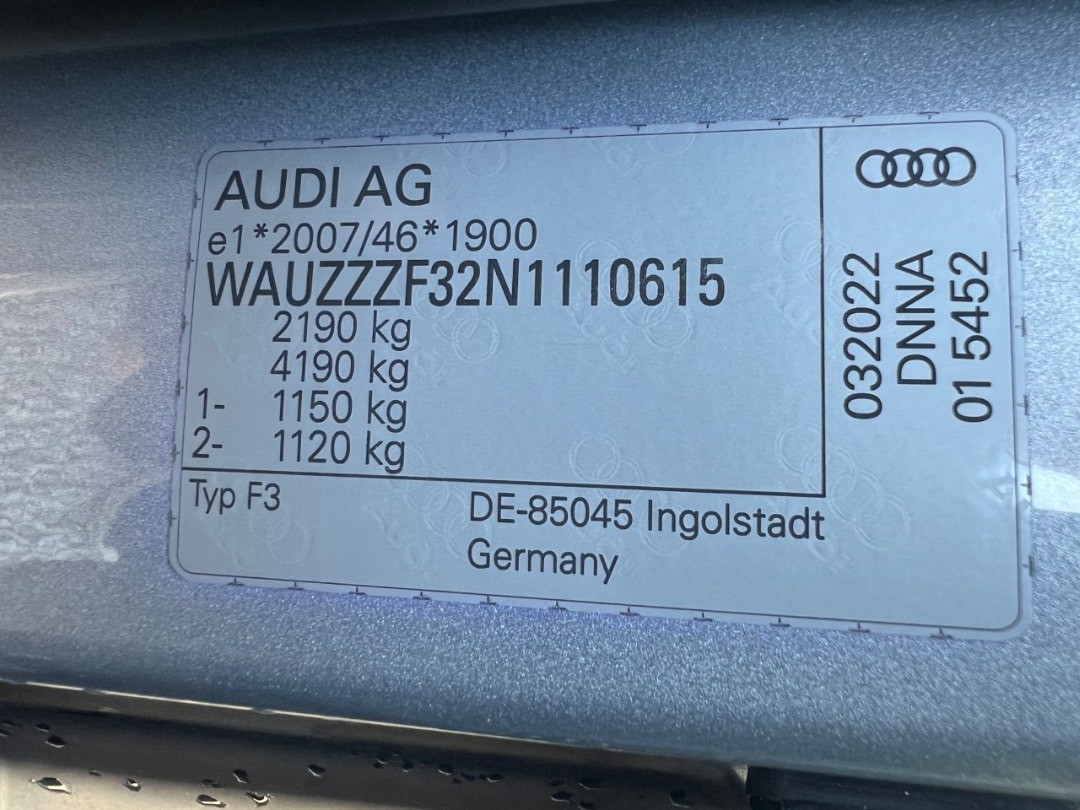 AUDI AG
e1*2007/46*1900
WAUZZZF32N1110615
2190 kg
4190 kg
1- 1150 kg
2- 1120 kg
Typ F3
DE-85045 Ingolstadt
Germany
032022
DNNA
01 5452